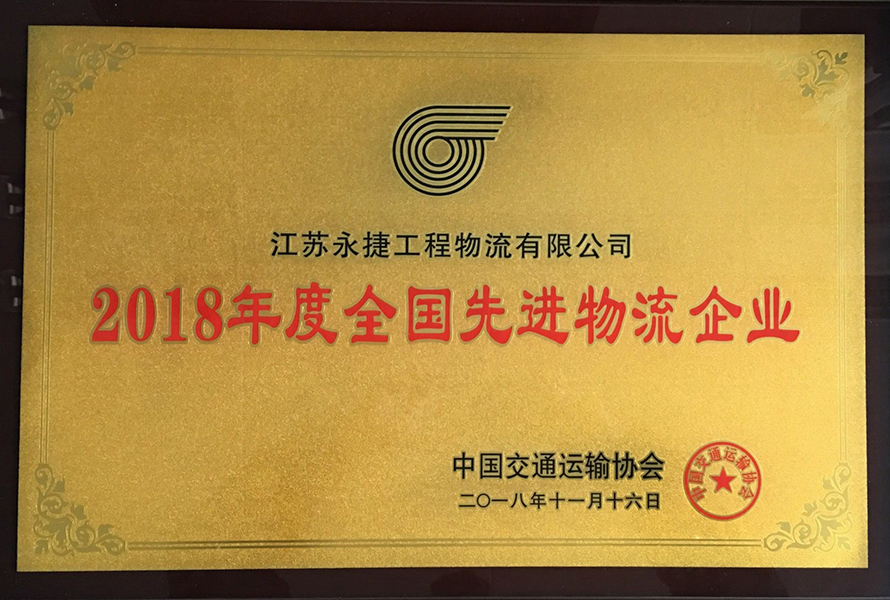 江苏永捷工程物流有限公司
2018年度全国先进物流企业
中国交通运输协会
二〇一八年十一月十六日
中国交通运输协会